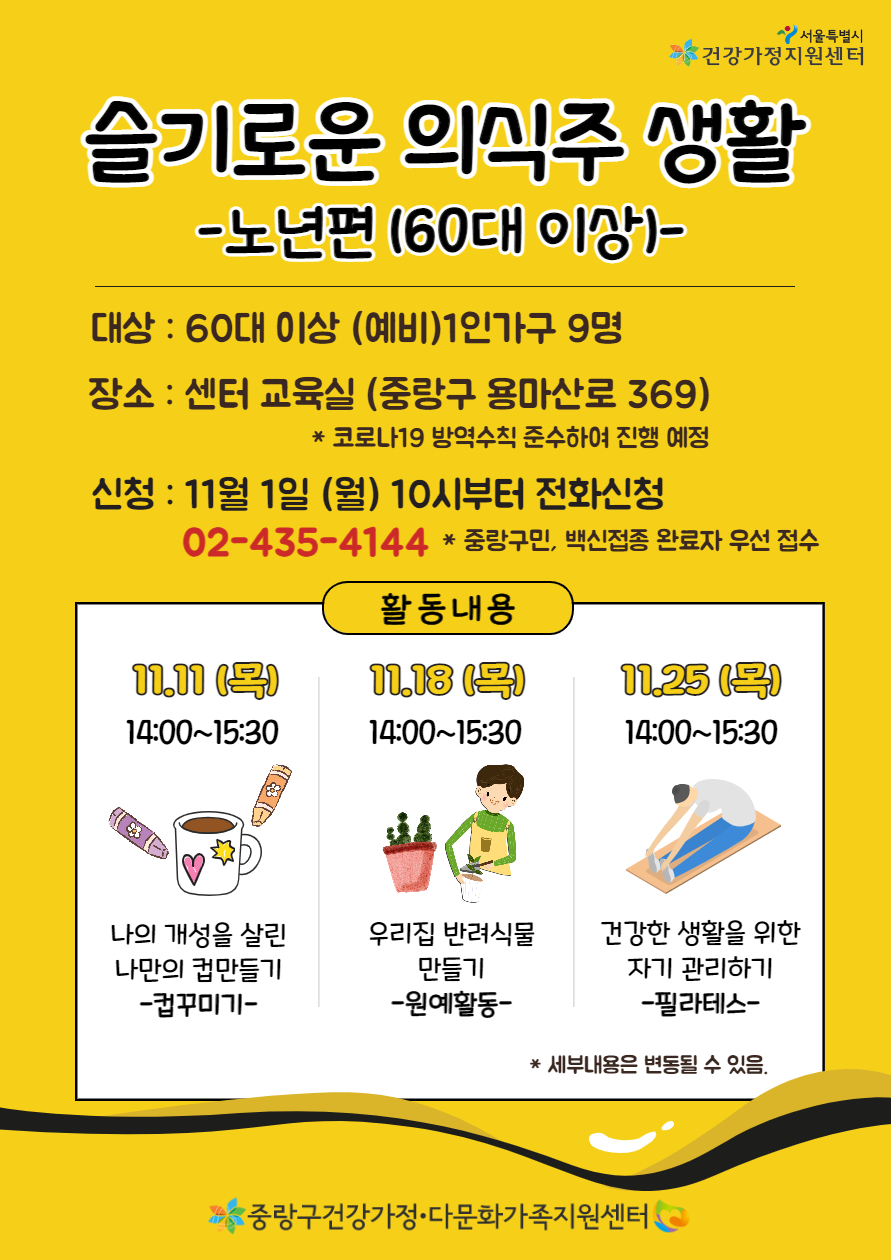 서울특별시
건강가정지원센터
슬기로운 의식주 생활
-노년편 (60대 이상)-
대상 : 60대 이상 (예비)1인가구 9명
장소 : 센터 교육실 (중랑구 용마산로 369)
* 코로나19 방역수칙 준수하여 진행 예정
신청 : 11월 1일 (월) 10시부터 전화신청
02-435-4144 * 중랑구민, 백신접종 완료자 우선 접수
활동내용
11.11 (목)
14:00~15:30
나의 개성을 살린
나만의 컵만들기
-컵꾸미기-
11.18 (목)
14:00~15:30
우리집 반려식물
만들기
-원예활동-
11.25 (목)
14:00~15:30
건강한 생활을 위한
자기 관리하기
-필라테스-
* 세부내용은 변동될 수 있음.
중랑구건강가정·다문화가족지원센터